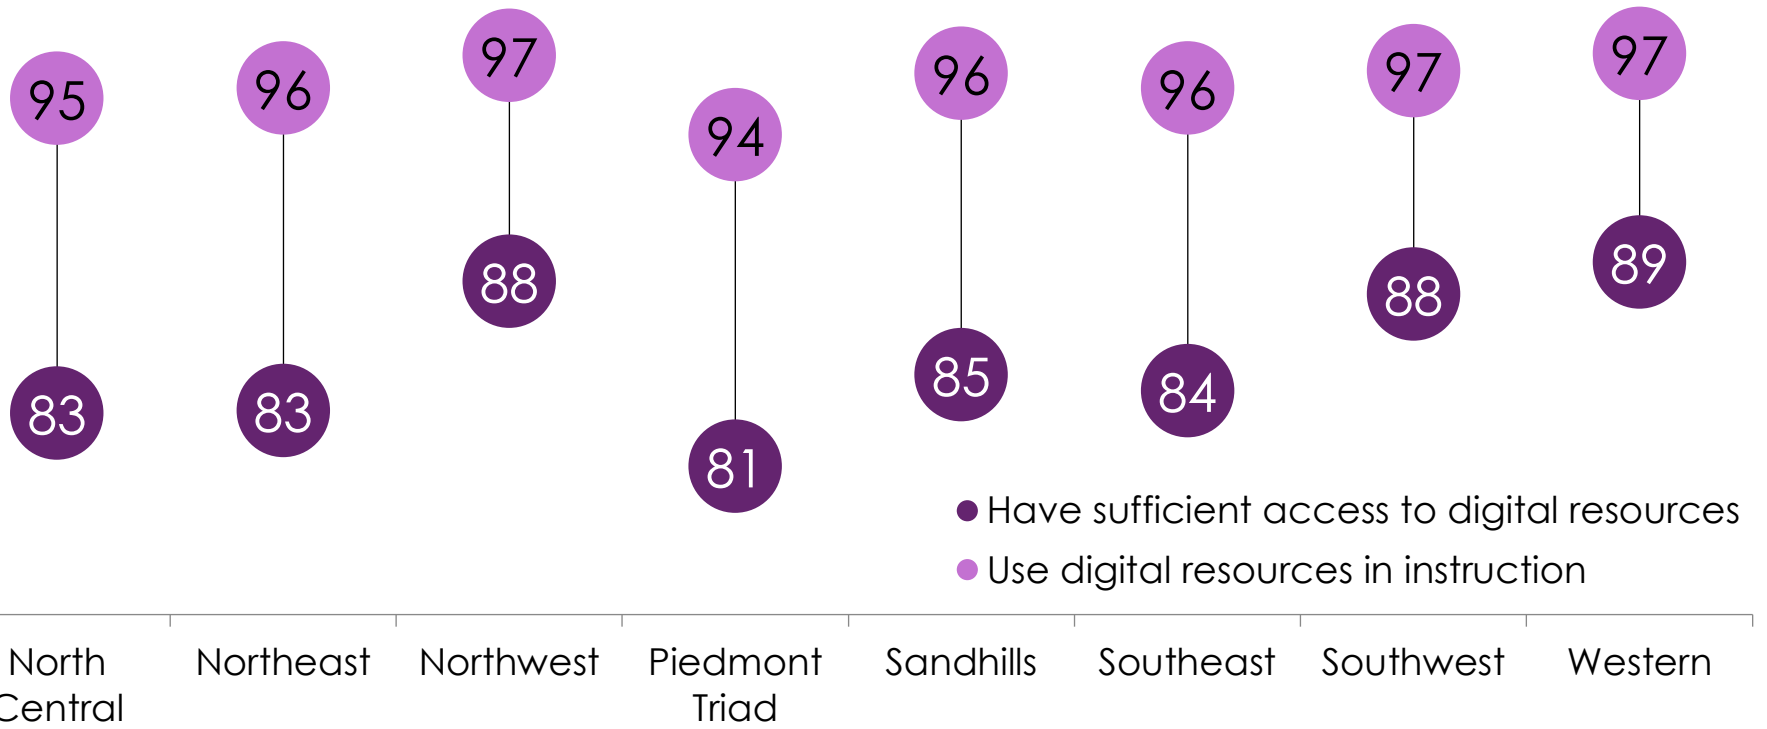 95 96 97 94 96 96 97 97
83 83 88 81 85 84 88 89
Have sufficient access to digital resources
Use digital resources in instruction
North Northeast Northwest Piedmont Sandhills Southeast Southwest Western
Central Triad